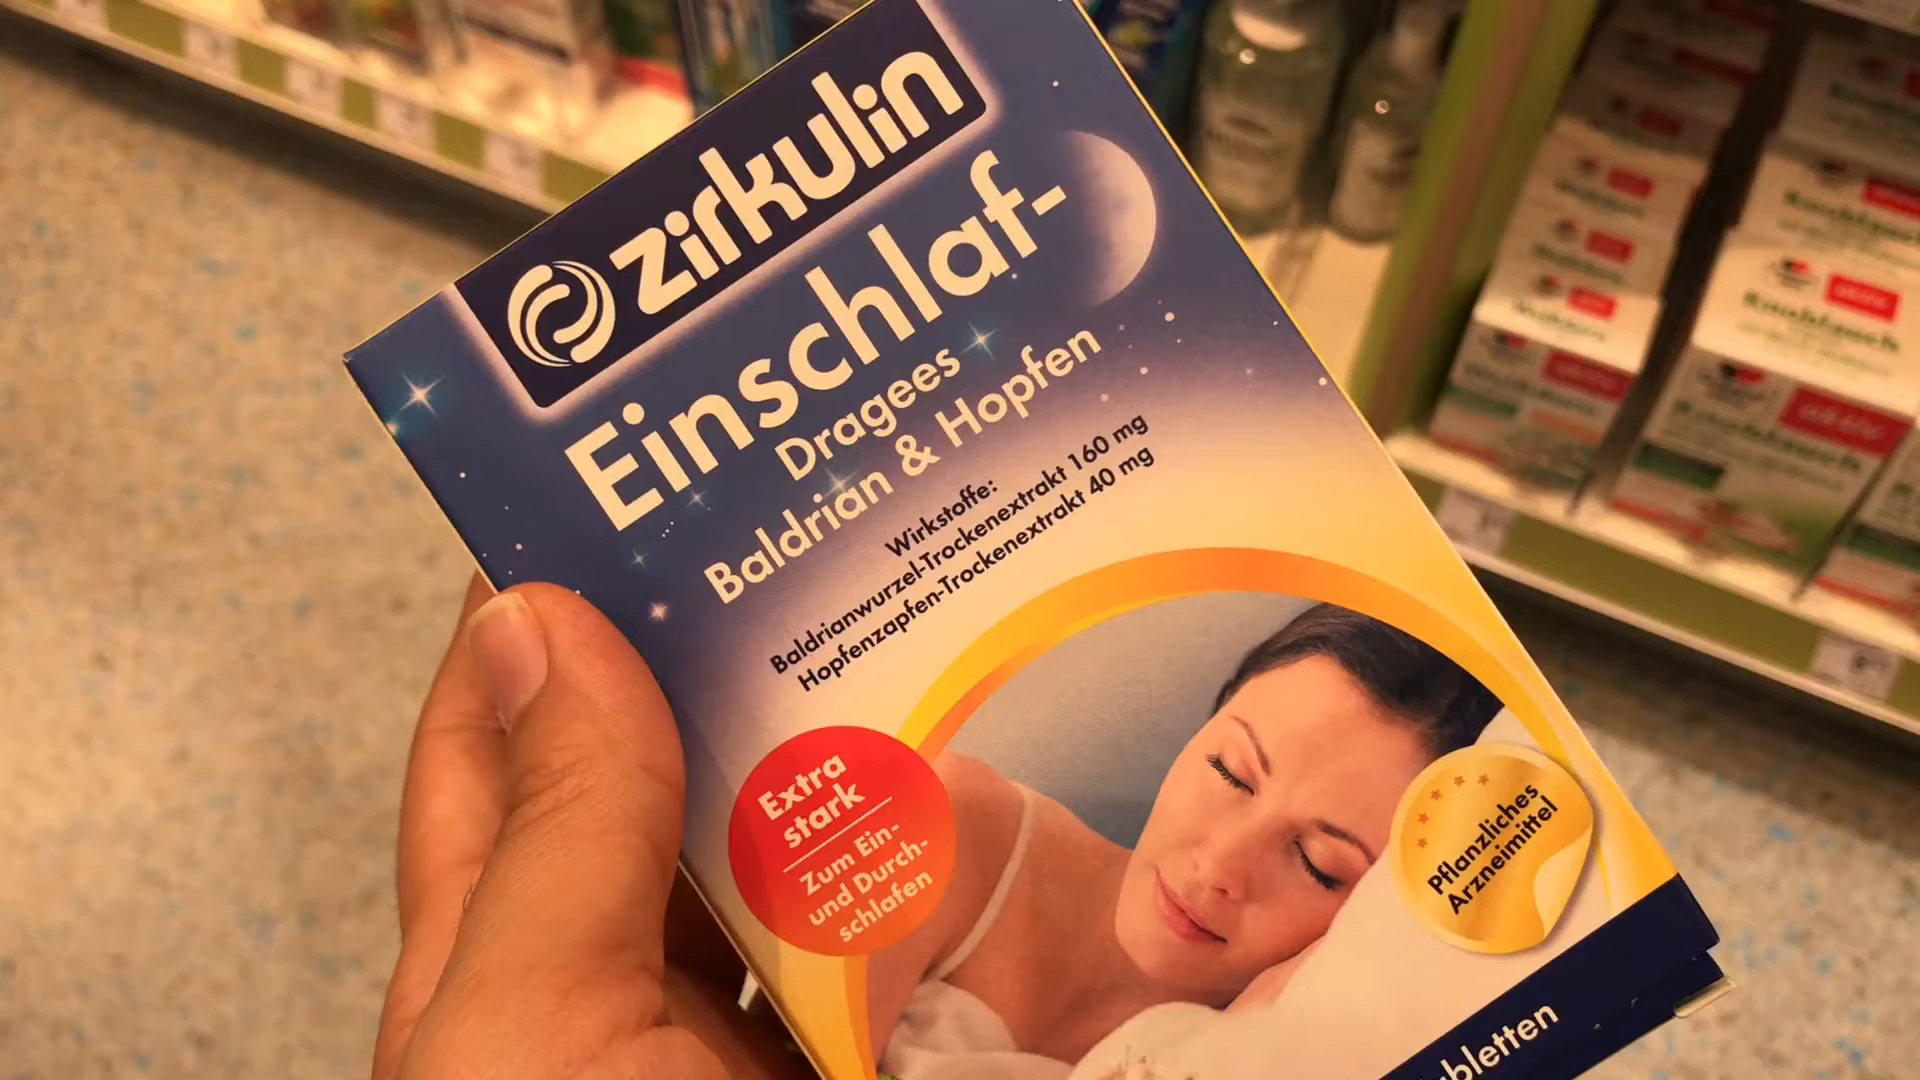 zirkulin
Einschlaf-
Dragees
Baldrian & Hopfen
Wirkstoffe:
Baldrianwurzel-Trockenextrakt 160 mg
Hopfenzapfen-Trockenextrakt 40 mg
Extra
stark
Zum Ein-
und Durch-
schlafen
Pflanzliches
Arzneimittel
Knoblauch